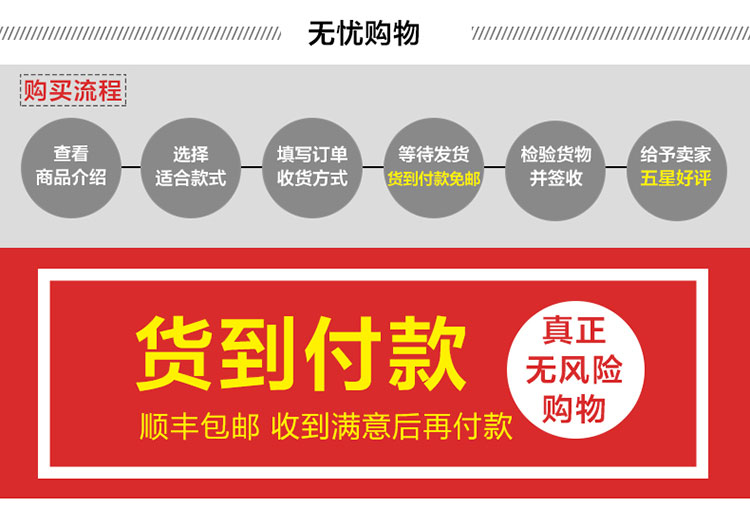 无忧购物
购买流程
查看
商品介绍
选择
适合款式
填写订单
收货方式
等待发货
货到付款免邮
检验货物
并签收
给予卖家
五星好评
货到付款
顺丰包邮 收到满意后再付款
真正
无风险
购物